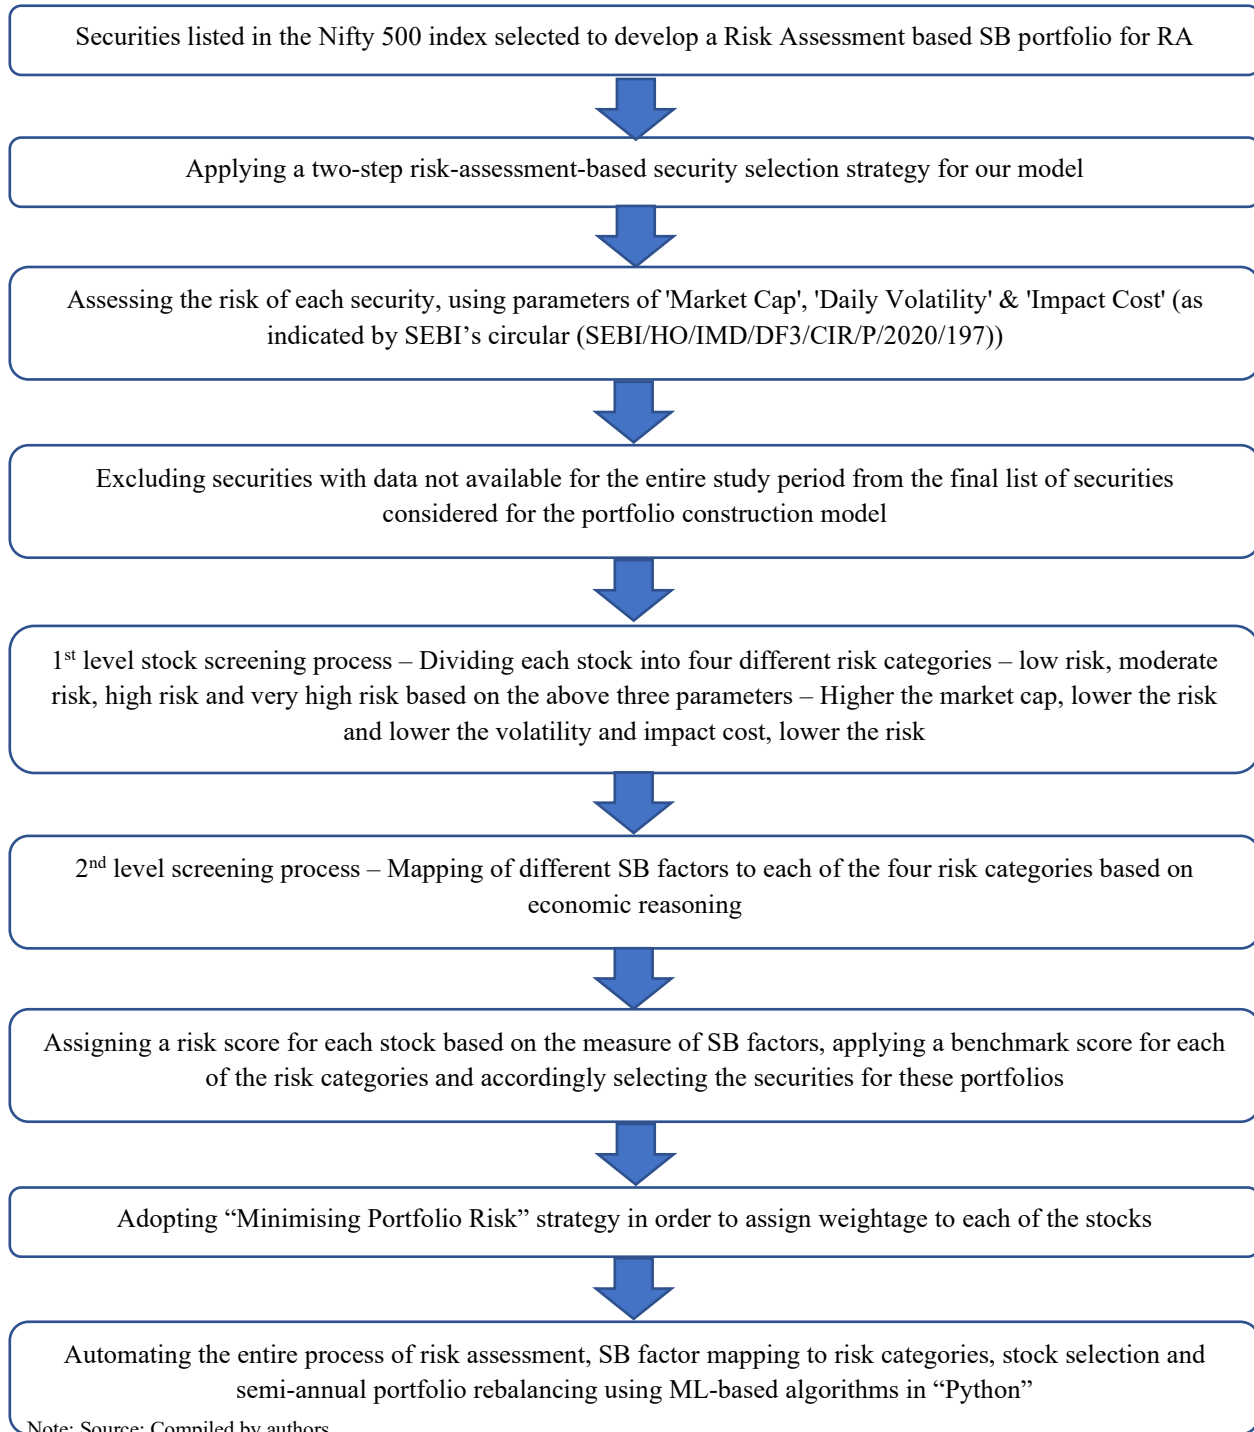 Securities listed in the Nifty 500 index selected to develop a Risk Assessment based SB portfolio for RA
Applying a two-step risk-assessment-based security selection strategy for our model
Assessing the risk of each security, using parameters of 'Market Cap', 'Daily Volatility' & 'Impact Cost' (as
indicated by SEBI’s circular (SEBI/HO/IMD/DF3/CIR/P/2020/197))
Excluding securities with data not available for the entire study period from the final list of securities
considered for the portfolio construction model
1st level stock screening process – Dividing each stock into four different risk categories – low risk, moderate
risk, high risk and very high risk based on the above three parameters – Higher the market cap, lower the risk
and lower the volatility and impact cost, lower the risk
2nd level screening process – Mapping of different SB factors to each of the four risk categories based on
economic reasoning
Assigning a risk score for each stock based on the measure of SB factors, applying a benchmark score for each
of the risk categories and accordingly selecting the securities for these portfolios
Adopting “Minimising Portfolio Risk” strategy in order to assign weightage to each of the stocks
Automating the entire process of risk assessment, SB factor mapping to risk categories, stock selection and
semi-annual portfolio rebalancing using ML-based algorithms in “Python”
Note: Source: Compiled by authors